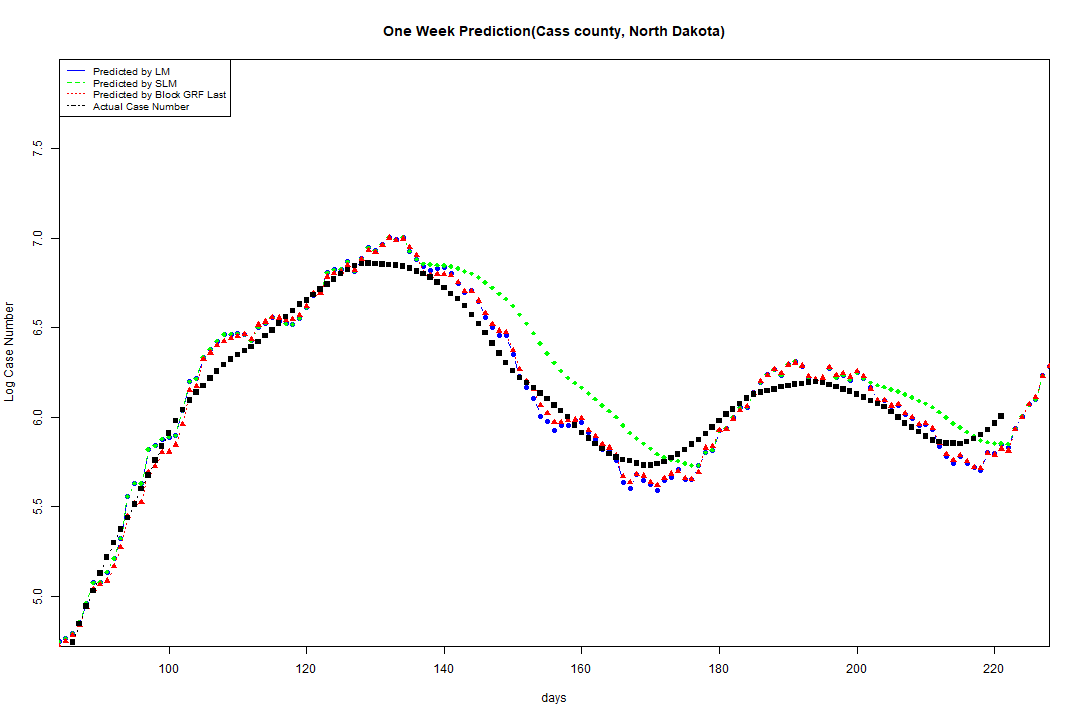 One Week Prediction(Cass county, North Dakota)
Predicted by LM
Predicted by SLM
Predicted by Block GRF Last
Actual Case Number
7.5
7.0
6.5
6.0
5.5
5.0
Log Case Number
100 120 140 160 180 200 220
days